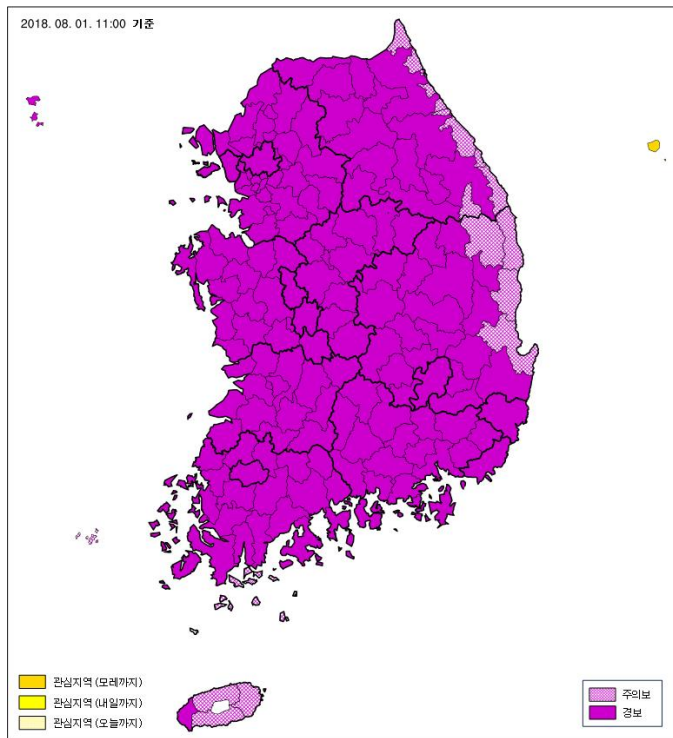 2018. 08. 01. 11:00 기준
관심지역 (모레까지)
관심지역 (내일까지)
관심지역 (오늘까지)
주의보
경보